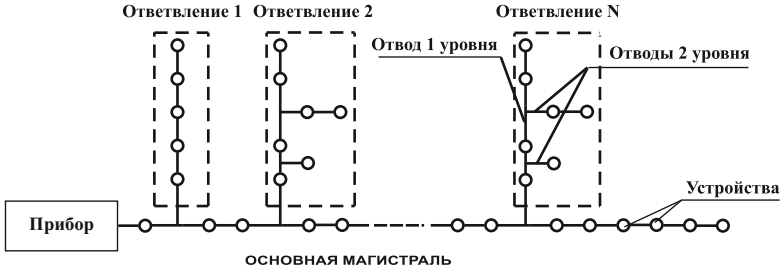 Ответвление 1
Ответвление 2
Ответвление N
Отвод 1 уровня
Отводы 2 уровня
Устройства
Прибор
ОСНОВНАЯ МАГИСТРАЛЬ